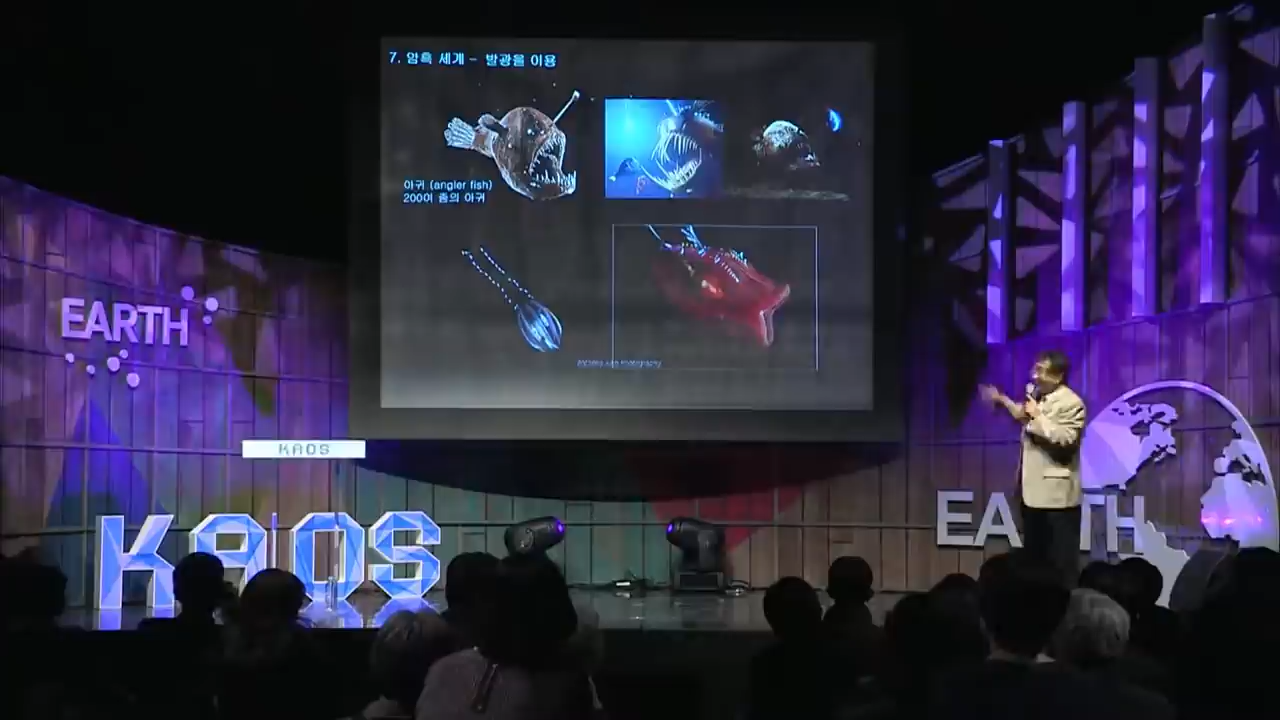 7. 암흑 세계 - 발광을 이용
아귀 (angler fish)
200여 종의 아귀
EARTH
KAOS
KAOS
EARTH